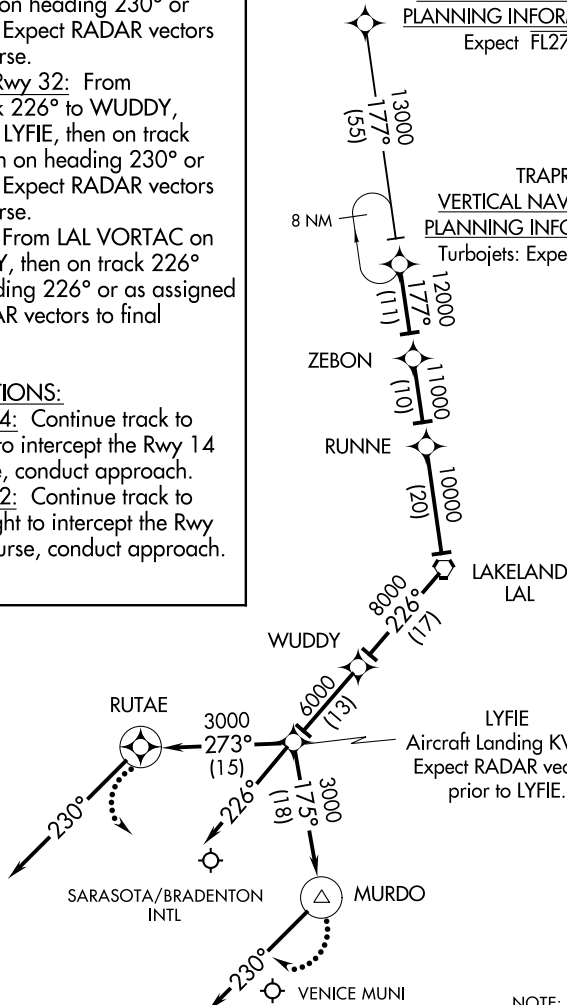 on heading 230° or
Expect RADAR vectors
rse.
Rwy 32: From
k 226° to WUDDY,
LYFIE, then on track
n on heading 230° or
Expect RADAR vectors
rse.
From LAL VORTAC on
Y, then on track 226°
ding 226° or as assigned
AR vectors to final
IONS:
4: Continue track to
to intercept the Rwy 14
e, conduct approach.
2: Continue track to
ght to intercept the Rwy
urse, conduct approach.
PLANNING INFORM
Expect FL27
13000
177°
(55)
8 NM
TRAPR
VERTICAL NAV
PLANNING INFO
Turbojets: Expe
12000
177°
(11)
ZEBON
11000
(10)
RUNNE
10000
(20)
LAKELAND
LAL
8000
226°
(17)
WUDDY
6000
(13)
RUTAE
3000
273°
(15)
LYFIE
Aircraft Landing KV
Expect RADAR vec
prior to LYFIE.
230°
226°
3000
175°
(18)
SARASOTA/BRADENTON
INTL
MURDO
230°
VENICE MUNI
NOTE: